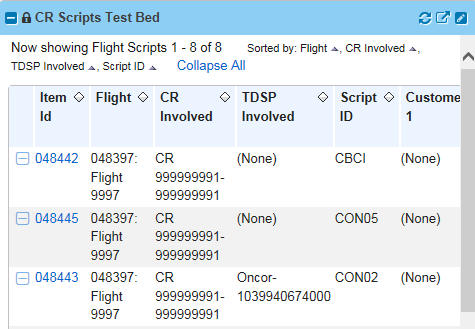 CR Scripts Test Bed
Now showing Flight Scripts 1 - 8 of 8 Sorted by: Flight , CR Involved ,
TDSP Involved , Script ID Collapse All
Item Id Flight CR Involved TDSP Involved Script ID Custome 1
048442 048397: Flight 9997 CR 999999991-999999991 (None) CBCI (None)
048445 048397: Flight 9997 CR 999999991-999999991 (None) CON05 (None)
048443 048397: Flight 9997 CR 999999991-999999991 Oncor-1039940674000 CON02 (None)